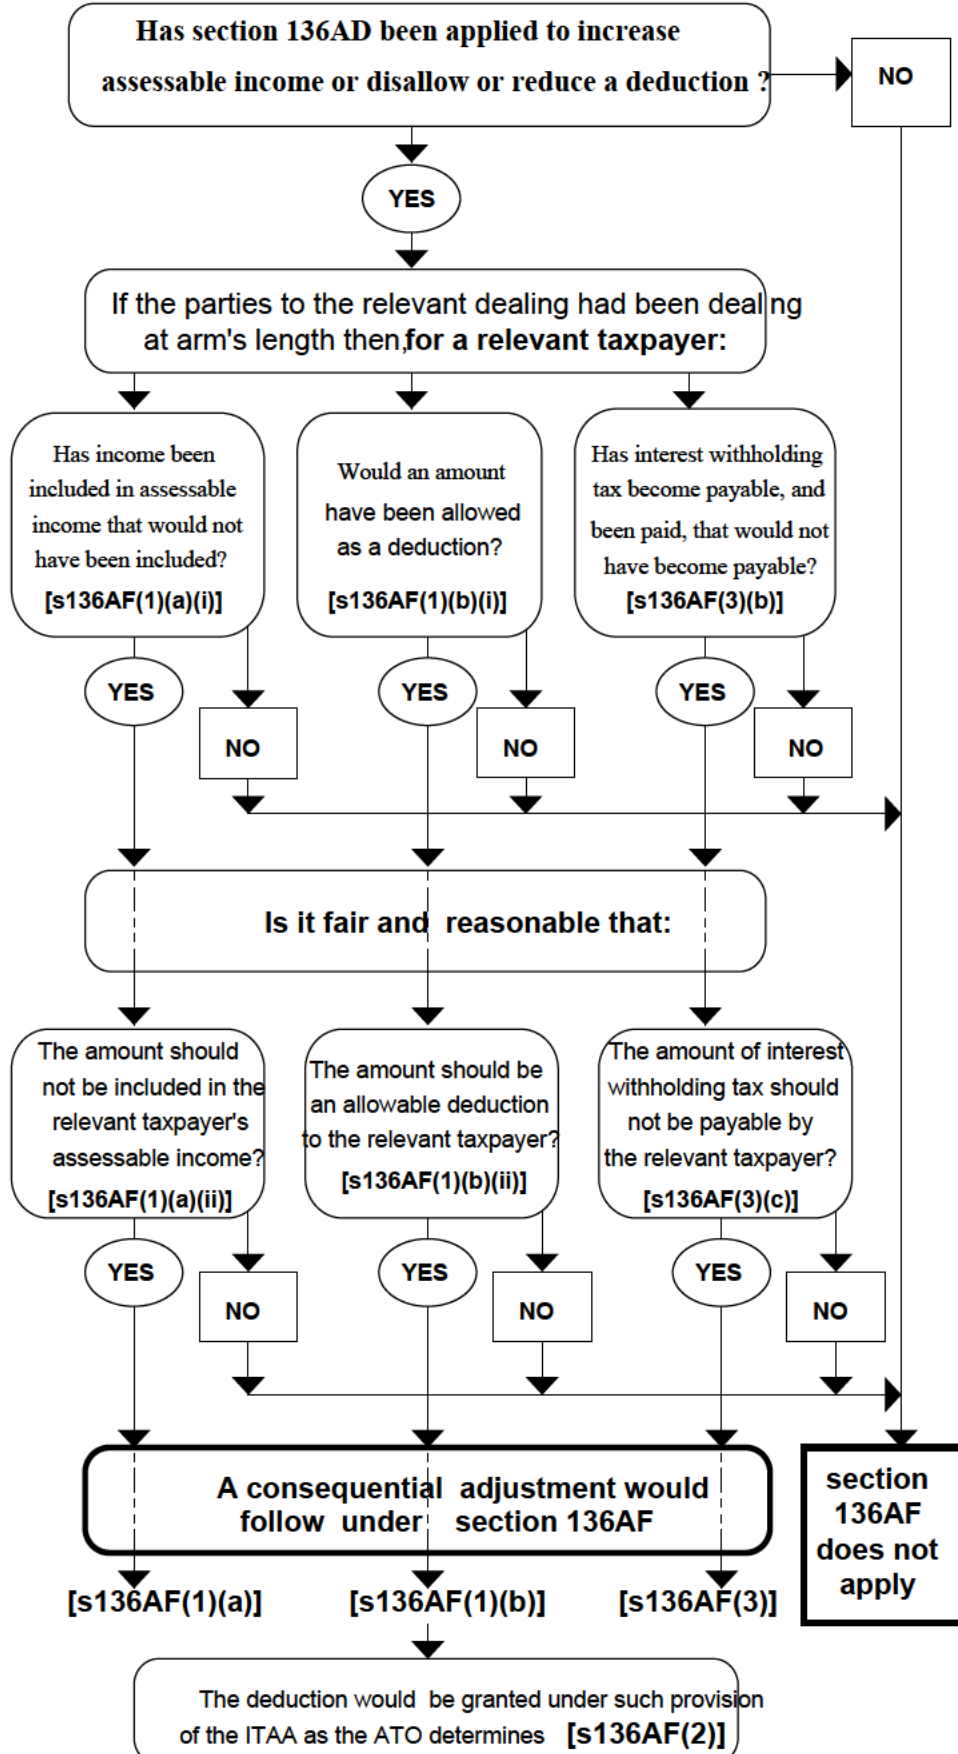 Has section 136AD been applied to increase
assessable income or disallow or reduce a deduction ?
NO
YES
If the parties to the relevant dealing had been dealing
at arm's length then, for a relevant taxpayer:
Has income been
included in assessable
income that would not
have been included?
[s136AF(1)(a)(i)]
Would an amount
have been allowed
as a deduction?
[s136AF(1)(b)(i)]
Has interest withholding
tax become payable, and
been paid, that would not
have become payable?
[s136AF(3)(b)]
YES
NO
YES
NO
YES
NO
Is it fair and reasonable that:
The amount should
not be included in the
relevant taxpayer's
assessable income?
[s136AF(1)(a)(ii)]
The amount should be
an allowable deduction
to the relevant taxpayer?
[s136AF(1)(b)(ii)]
The amount of interest
withholding tax should
not be payable by
the relevant taxpayer?
[s136AF(3)(c)]
YES
NO
YES
NO
YES
NO
A consequential adjustment would
follow under section 136AF
section
136AF
does not
apply
[s136AF(1)(a)]
[s136AF(1)(b)]
[s136AF(3)]
The deduction would be granted under such provision
of the ITAA as the ATO determines [s136AF(2)]